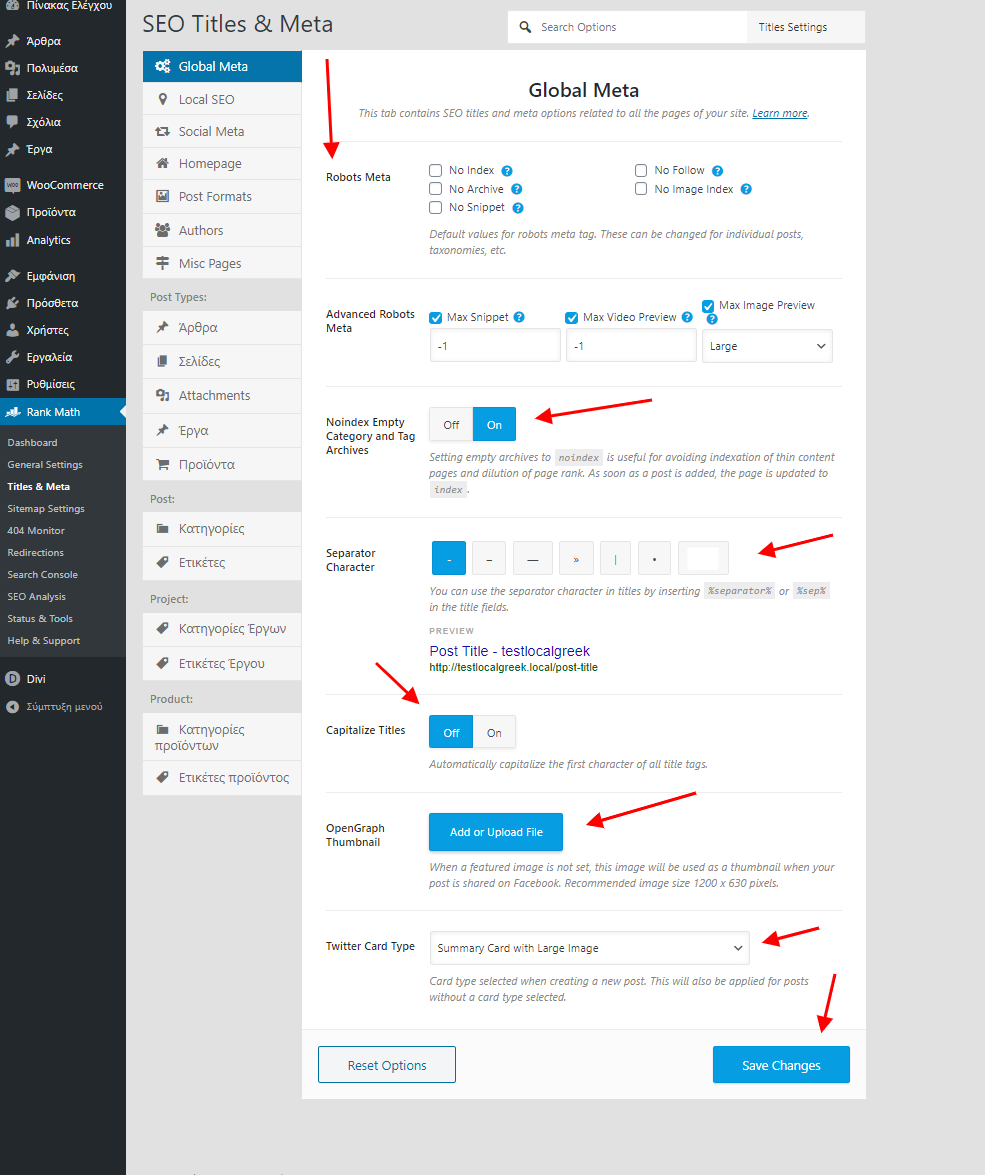 Πίνακας Ελέγχου
Άρθρα
Πολυμέσα
Σελίδες
Σχόλια
Έργα
WooCommerce
Προϊόντα
Analytics
Εμφάνιση
Πρόσθετα
Χρήστες
Εργαλεία
Ρυθμίσεις
Rank Math
Dashboard
General Settings
Titles & Meta
Sitemap Settings
404 Monitor
Redirections
Search Console
SEO Analysis
Status & Tools
Help & Support
Divi
Σύμπτυξη μενού
SEO Titles & Meta
Search Options
Titles Settings
Global Meta
Local SEO
Social Meta
Homepage
Post Formats
Authors
Misc Pages
Post Types:
Άρθρα
Σελίδες
Attachments
Έργα
Προϊόντα
Post:
Κατηγορίες
Ετικέτες
Project:
Κατηγορίες Έργων
Ετικέτες Έργου
Product:
Κατηγορίες
προϊόντων
Ετικέτες προϊόντος
Global Meta
This tab contains SEO titles and meta options related to all the pages of your site. Learn more.
Robots Meta
No Index ?
No Follow ?
No Archive ?
No Image Index ?
No Snippet ?
Default values for robots meta tag. These can be changed for individual posts,
taxonomies, etc.
Advanced Robots
Meta
Max Snippet ?
Max Video Preview ?
Max Image Preview
?
-1
-1
Large
Noindex Empty
Category and Tag
Archives
Off On
Setting empty archives to noindex is useful for avoiding indexation of thin content
pages and dilution of page rank. As soon as a post is added, the page is updated to
index .
Separator
Character
- – — » | •
You can use the separator character in titles by inserting %separator% or %sep%
in the title fields.
PREVIEW
Post Title - testlocalgreek
http://testlocalgreek.local/post-title
Capitalize Titles
Off On
Automatically capitalize the first character of all title tags.
OpenGraph
Thumbnail
Add or Upload File
When a featured image is not set, this image will be used as a thumbnail when your
post is shared on Facebook. Recommended image size 1200 x 630 pixels.
Twitter Card Type
Summary Card with Large Image
Card type selected when creating a new post. This will also be applied for posts
without a card type selected.
Reset Options
Save Changes